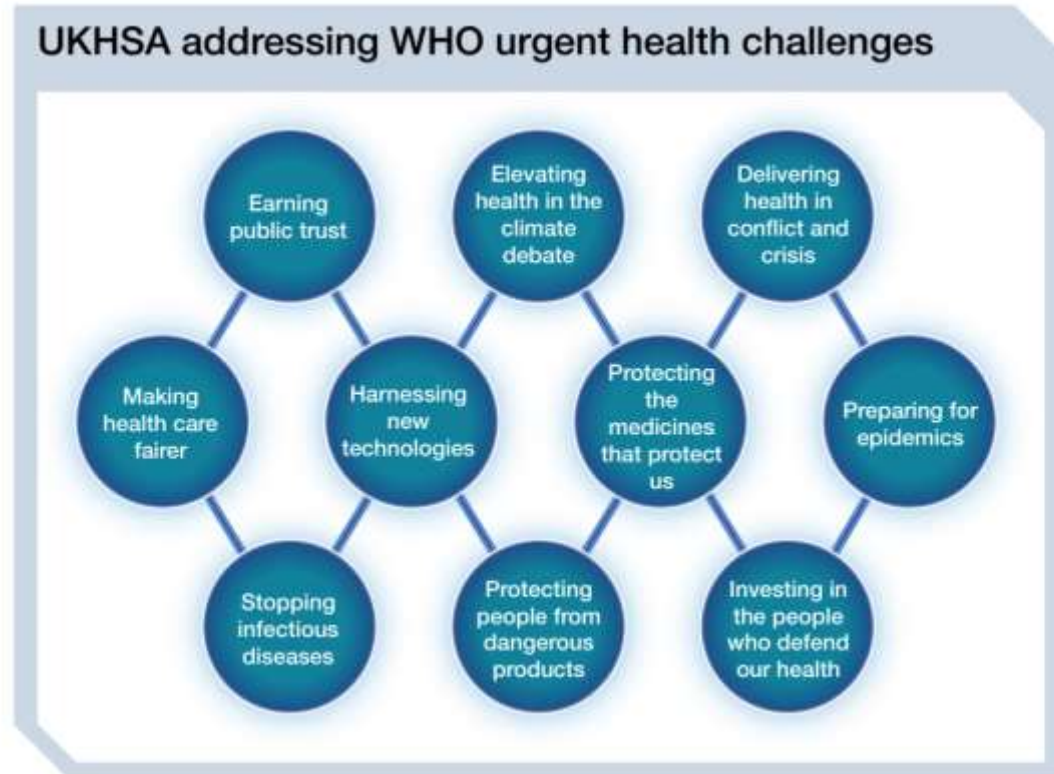 UKHSA addressing WHO urgent health challenges
Earning
public trust
Elevating
health in the
climate
debate
Delivering
health in
conflict and
crisis
Making
health care
fairer
Harnessing
new
technologies
Protecting
the
medicines
that protect
us
Preparing for
epidemics
Stopping
infectious
diseases
Protecting
people from
dangerous
products
Investing in
the people
who defend
our health